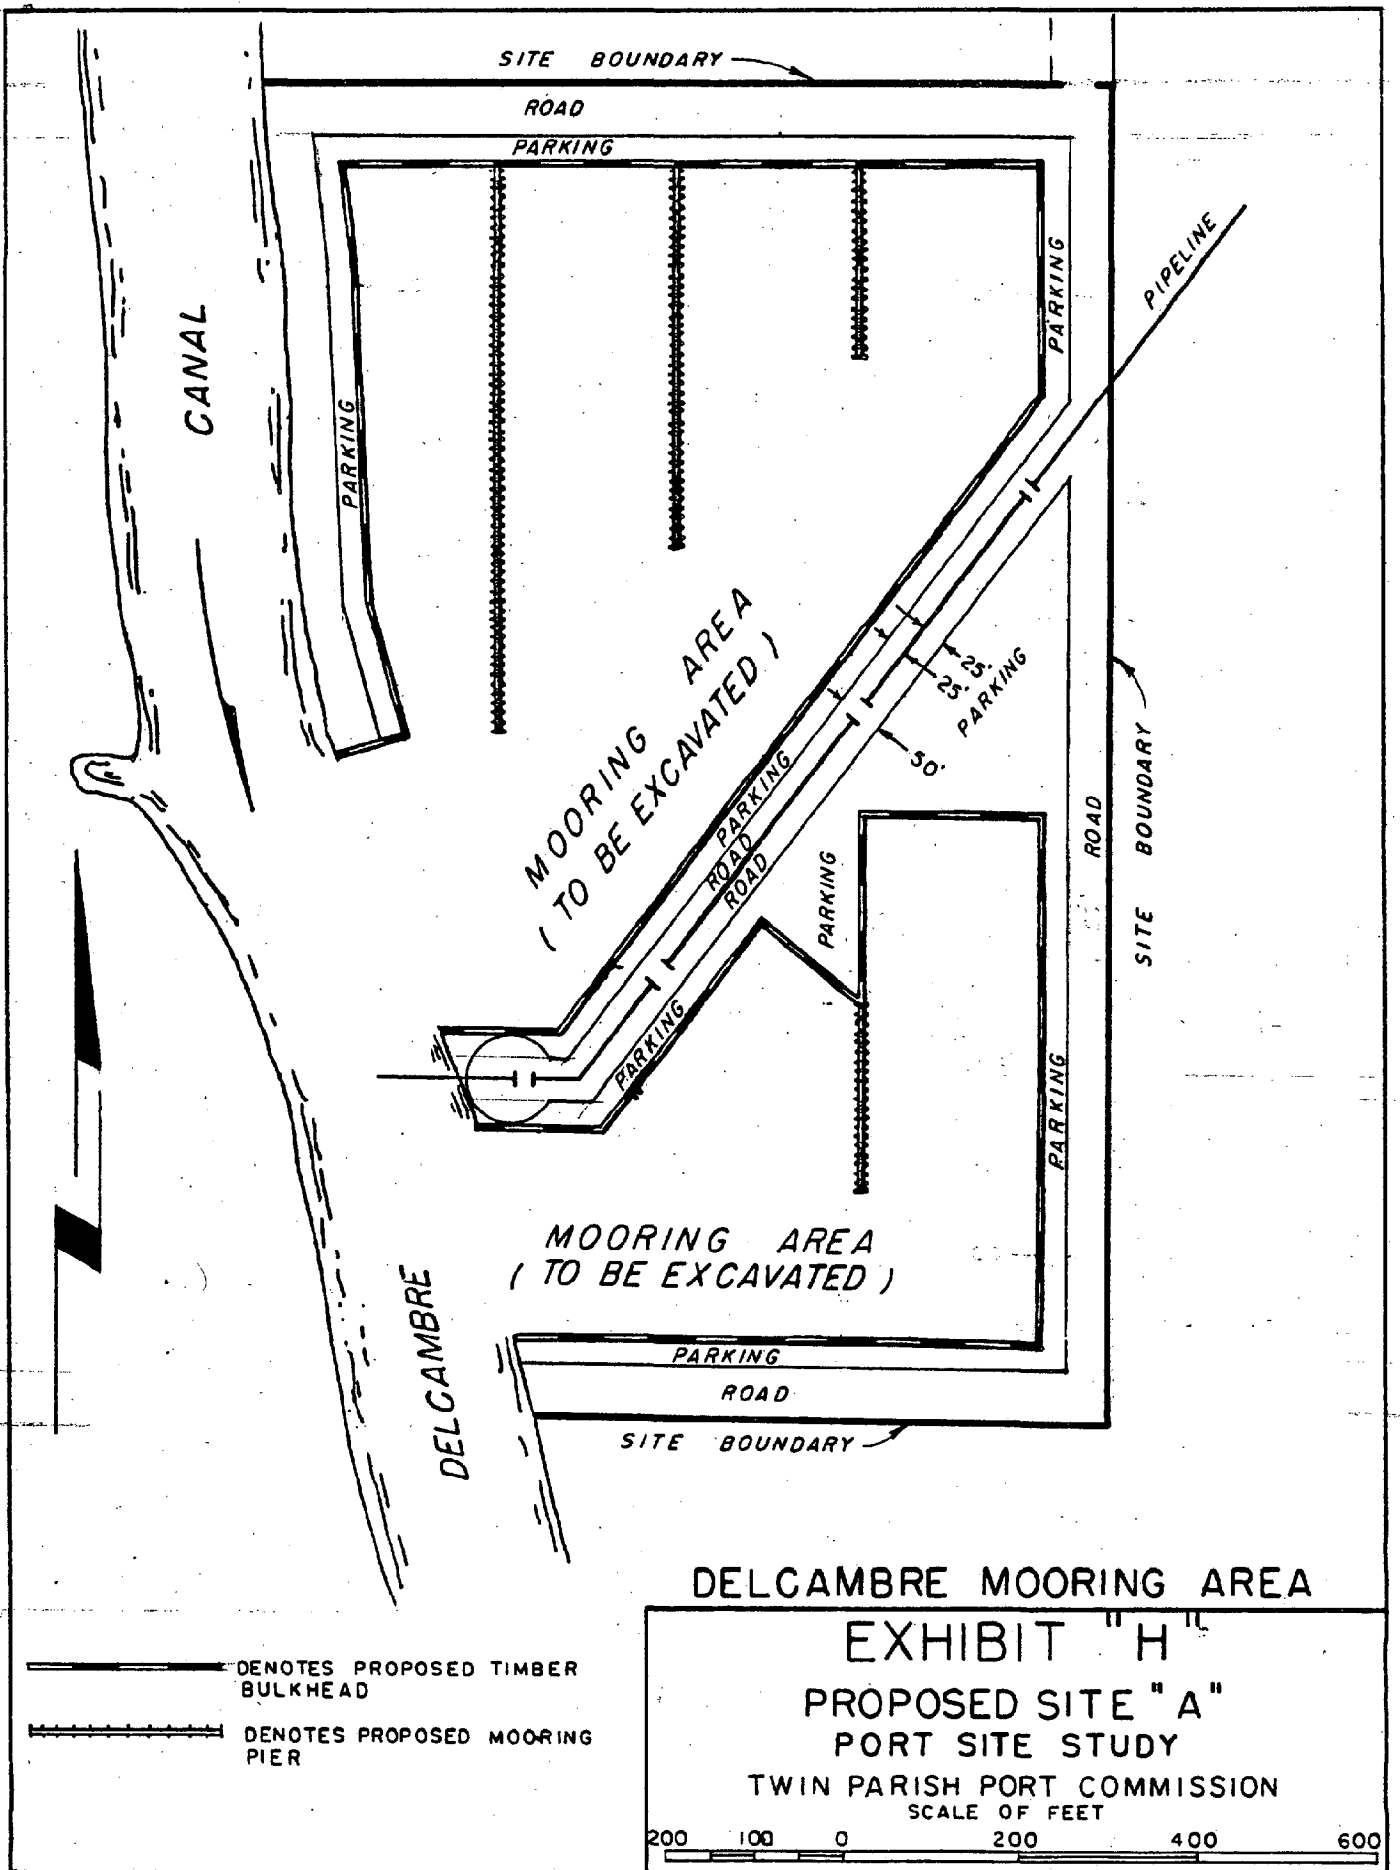 SITE BOUNDARY
ROAD
PARKING
PARKING
PIPELINE
CANAL
PARKING
MOORING AREA
( TO BE EXCAVATED )
25'
25'
PARKING
50'
SITE BOUNDARY
ROAD
PARKING
ROAD
ROAD
PARKING
PARKING
PARKING
MOORING AREA
( TO BE EXCAVATED )
DELCAMBRE
PARKING
ROAD
SITE BOUNDARY
DELCAMBRE MOORING AREA
EXHIBIT "H"
PROPOSED SITE "A"
PORT SITE STUDY
TWIN PARISH PORT COMMISSION
SCALE OF FEET
200 100 0 200 400 600
DENOTES PROPOSED TIMBER
BULKHEAD
DENOTES PROPOSED MOORING
PIER